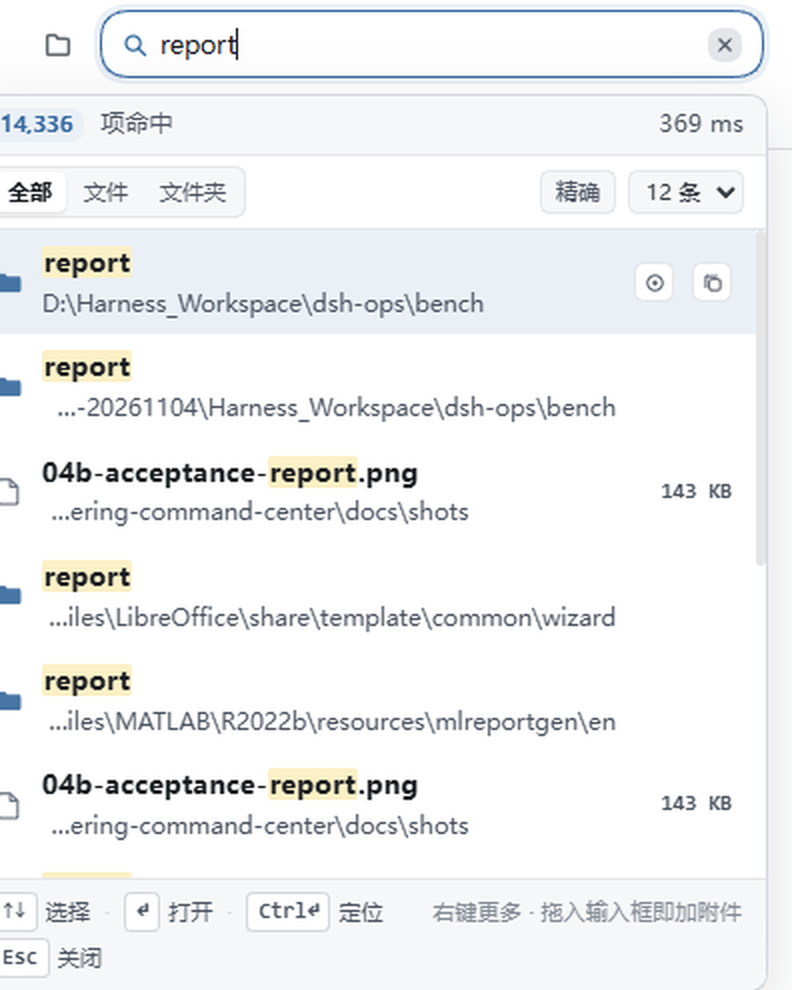 report
14,336 项命中 369 ms
全部 文件 文件夹 精确 12 条
report
D:\Harness_Workspace\dsh-ops\bench
report
...-20261104\Harness_Workspace\dsh-ops\bench
04b-acceptance-report.png
143 KB
...ering-command-center\docs\shots
report
...iles\LibreOffice\share\template\common\wizard
report
...iles\MATLAB\R2022b\resources\mlreportgen\en
04b-acceptance-report.png
143 KB
...ering-command-center\docs\shots
↑↓ 选择 · ↵ 打开 · Ctrl↵ 定位 右键更多 · 拖入输入框即加附件
Esc 关闭